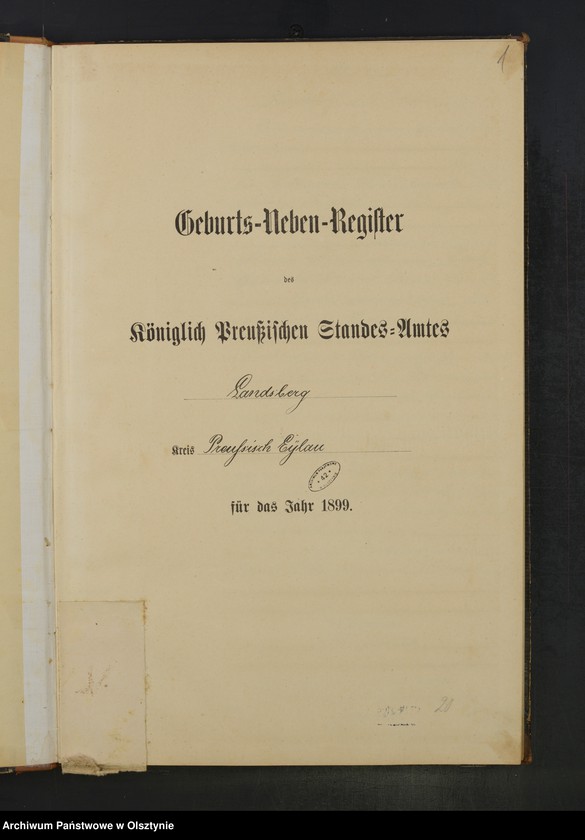 1
Geburts-Neben-Register
des
Königlich Preußischen Standes-Amtes
Landsberg
Kreis Preußisch Eylau
für das Jahr 1899.
20
Archiwum Państwowe w Olsztynie